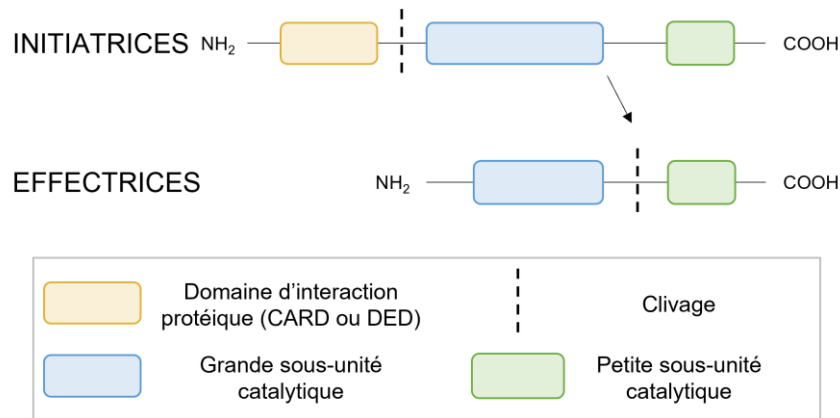 INITIATRICES NH2 COOH
EFFECTRICES NH2 COOH
Domaine d'interaction
protéique (CARD ou DED)
Clivage
Grande sous-unité
catalytique
Petite sous-unité
catalytique